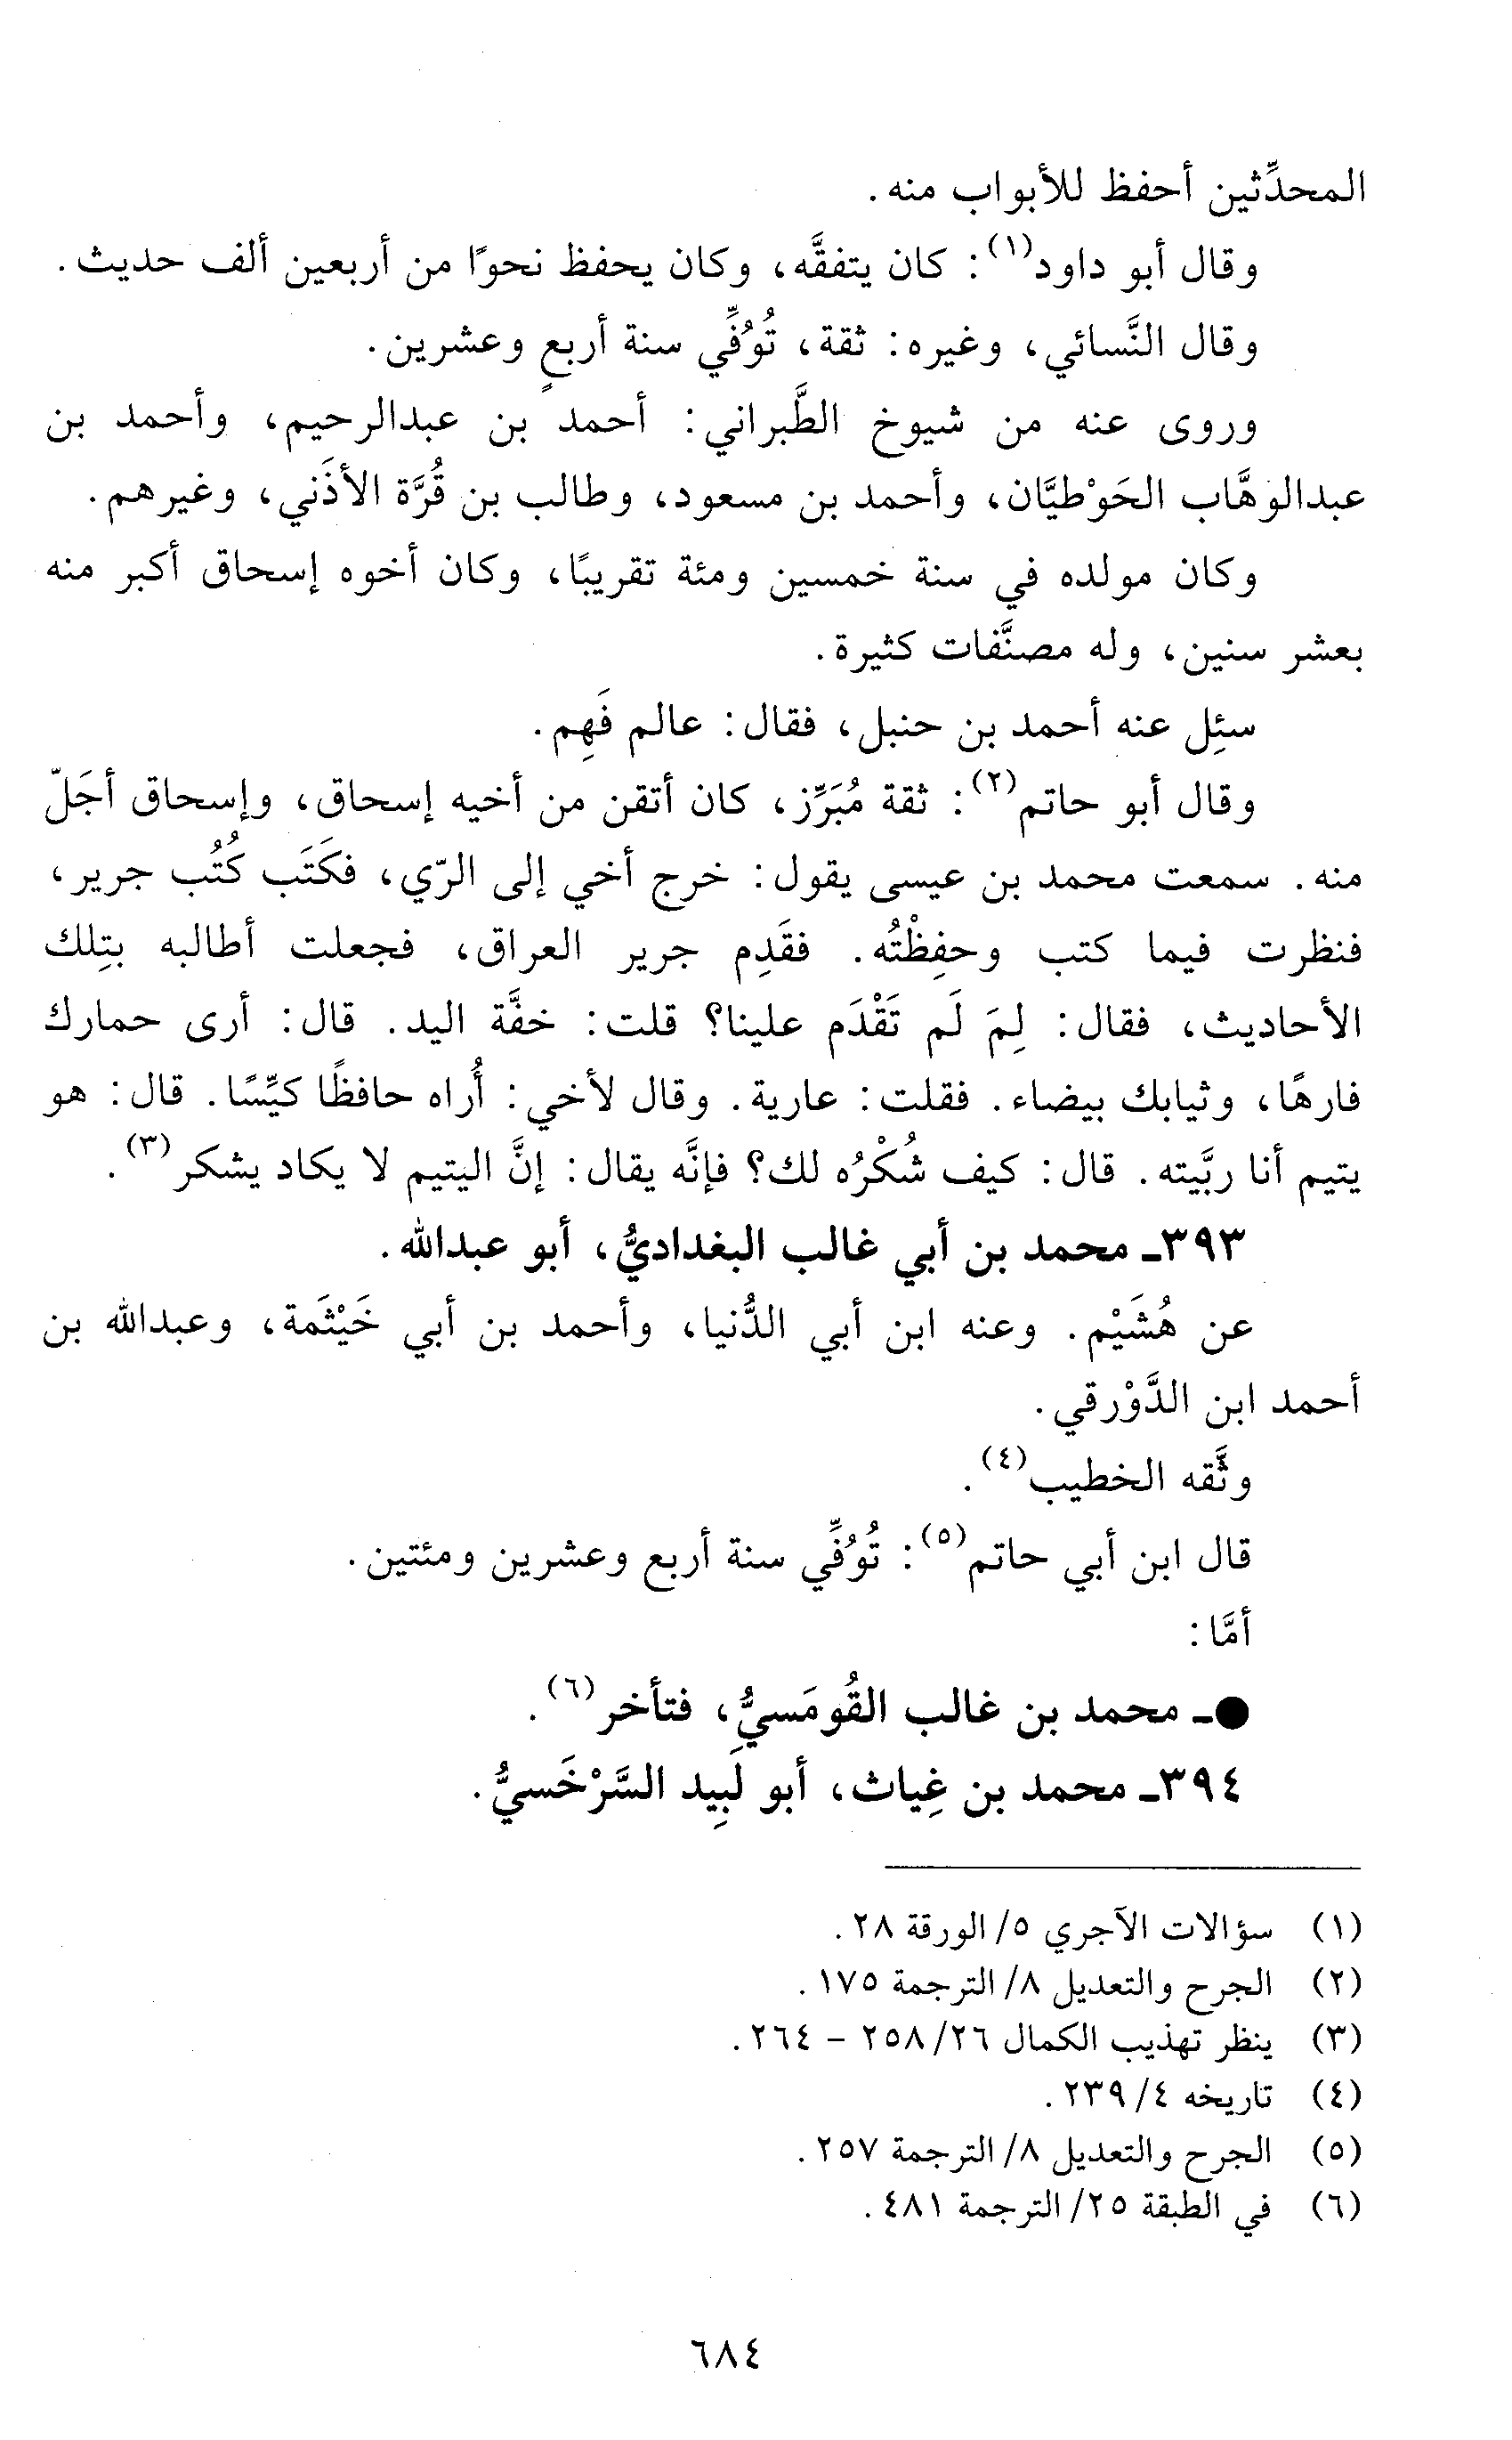 المحدِّثين أحفظ للأبواب منه.
وقال أبو داود(١): كان يتفقَّه، وكان يحفظ نحوًا من أربعين ألف حديث.
وقال النَّسائي، وغيره: ثقة، تُوُفِّي سنة أربعٍ وعشرين.
وروى عنه من شيوخ الطَّبراني: أحمد بن عبدالرحيم، وأحمد بن
عبدالوهَّاب الحَوْطيَّان، وأحمد بن مسعود، وطالب بن قُرَّة الأذَني، وغيرهم.
وكان مولده في سنة خمسين ومئة تقريبًا، وكان أخوه إسحاق أكبر منه
بعشر سنين، وله مصنَّفات كثيرة.
سئِل عنه أحمد بن حنبل، فقال: عالم فَهِم.
وقال أبو حاتم(٢): ثقة مُبَرِّز، كان أتقن من أخيه إسحاق، وإسحاق أجَلّ
منه. سمعت محمد بن عيسى يقول: خرج أخي إلى الرّي، فكَتَب كُتُب جرير،
فنظرت فيما كتب وحفِظْتُه. فقَدِم جرير العراق، فجعلت أطالبه بتِلك
الأحاديث، فقال: لِمَ لَم تَقْدَم علينا؟ قلت: خفَّة اليد. قال: أرى حمارك
فارهًا، وثيابك بيضاء. فقلت: عارية. وقال لأخي: أُراه حافظًا كيِّسًا. قال: هو
يتيم أنا ربَّيته. قال: كيف شُكْرُه لك؟ فإنَّه يقال: إنَّ اليتيم لا يكاد يشكر(٣).
٣٩٣ـ محمد بن أبي غالب البغداديُّ، أبو عبدالله.
عن هُشَيْم. وعنه ابن أبي الدُّنيا، وأحمد بن أبي خَيْثَمة، وعبدالله بن
أحمد ابن الدَّوْرقي.
وثَّقه الخطيب(٤).
قال ابن أبي حاتم(٥): تُوُفِّي سنة أربع وعشرين ومئتين.
أمَّا:
●ـ محمد بن غالب القُومَسيُّ، فتأخر(٦).
٣٩٤ـ محمد بن غِياث، أبو لَبِيد السَّرْخَسيُّ.
(١) سؤالات الآجري ٥/ الورقة ٢٨.
(٢) الجرح والتعديل ٨/ الترجمة ١٧٥.
(٣) ينظر تهذيب الكمال ٢٦/ ٢٥٨ - ٢٦٤.
(٤) تاريخه ٤/ ٢٣٩.
(٥) الجرح والتعديل ٨/ الترجمة ٢٥٧.
(٦) في الطبقة ٢٥/ الترجمة ٤٨١.
٦٨٤